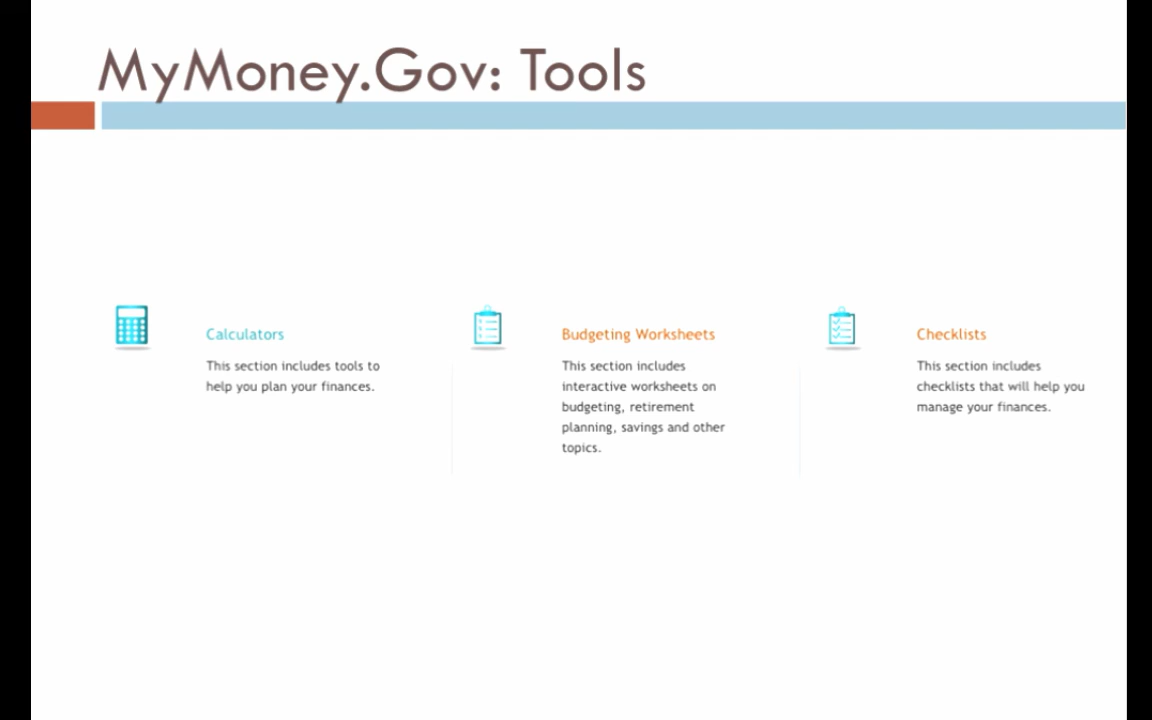 MyMoney.Gov: Tools
Calculators
This section includes tools to
help you plan your finances.
Budgeting Worksheets
This section includes
interactive worksheets on
budgeting, retirement
planning, savings and other
topics.
Checklists
This section includes
checklists that will help you
manage your finances.